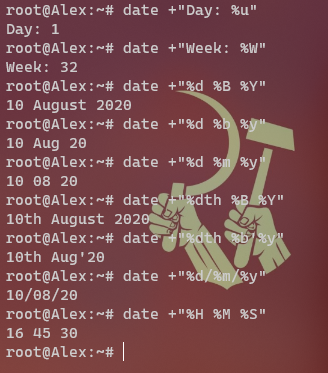 root@Alex:~# date +"Day: %u"
Day: 1
root@Alex:~# date +"Week: %W"
Week: 32
root@Alex:~# date +"%d %B %Y"
10 August 2020
root@Alex:~# date +"%d %b %y"
10 Aug 20
root@Alex:~# date +"%d %m %y"
10 08 20
root@Alex:~# date +"%dth %B %Y"
10th August 2020
root@Alex:~# date +"%dth %b'%y"
10th Aug'20
root@Alex:~# date +"%d/%m/%y"
10/08/20
root@Alex:~# date +"%H %M %S"
16 45 30
root@Alex:~#